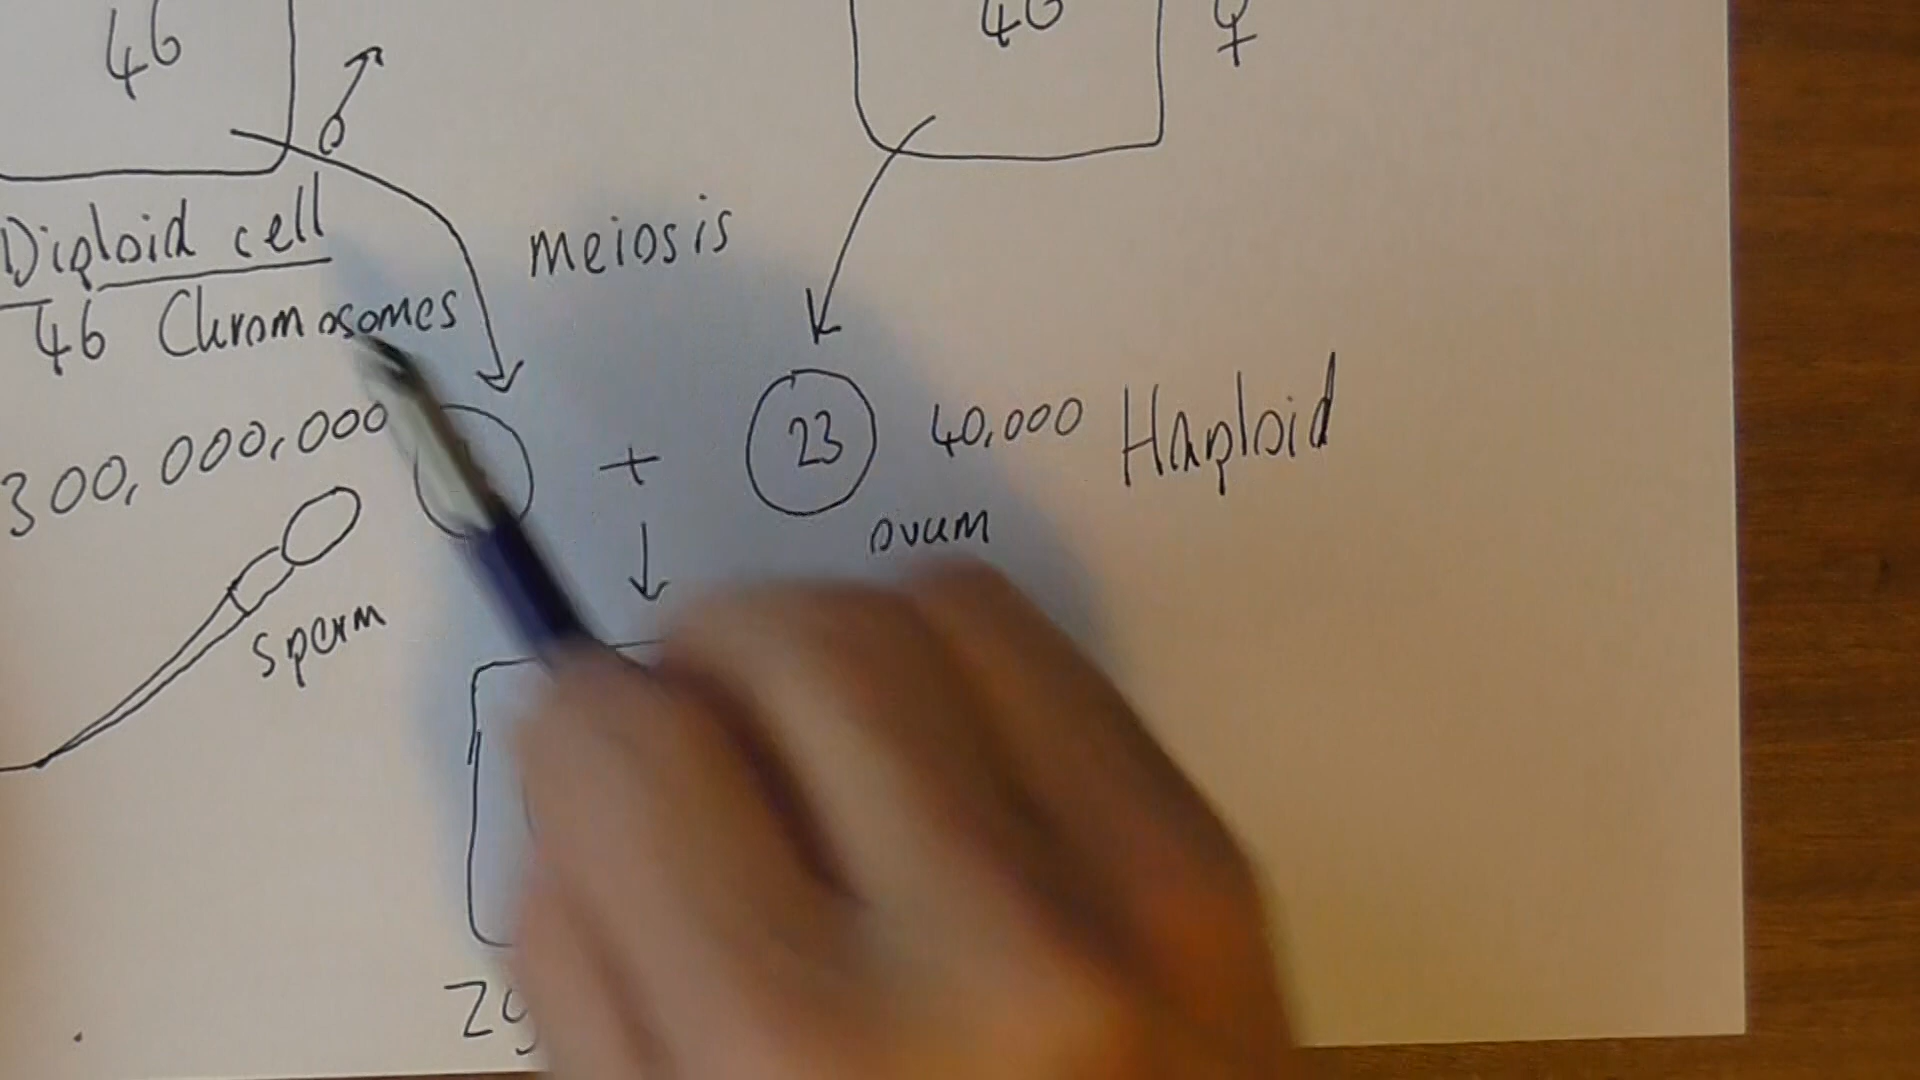 46
46
Diploid cell
46 Chromosomes
meiosis
300,000,000
+
23
40,000 Haploid
ovum
sperm